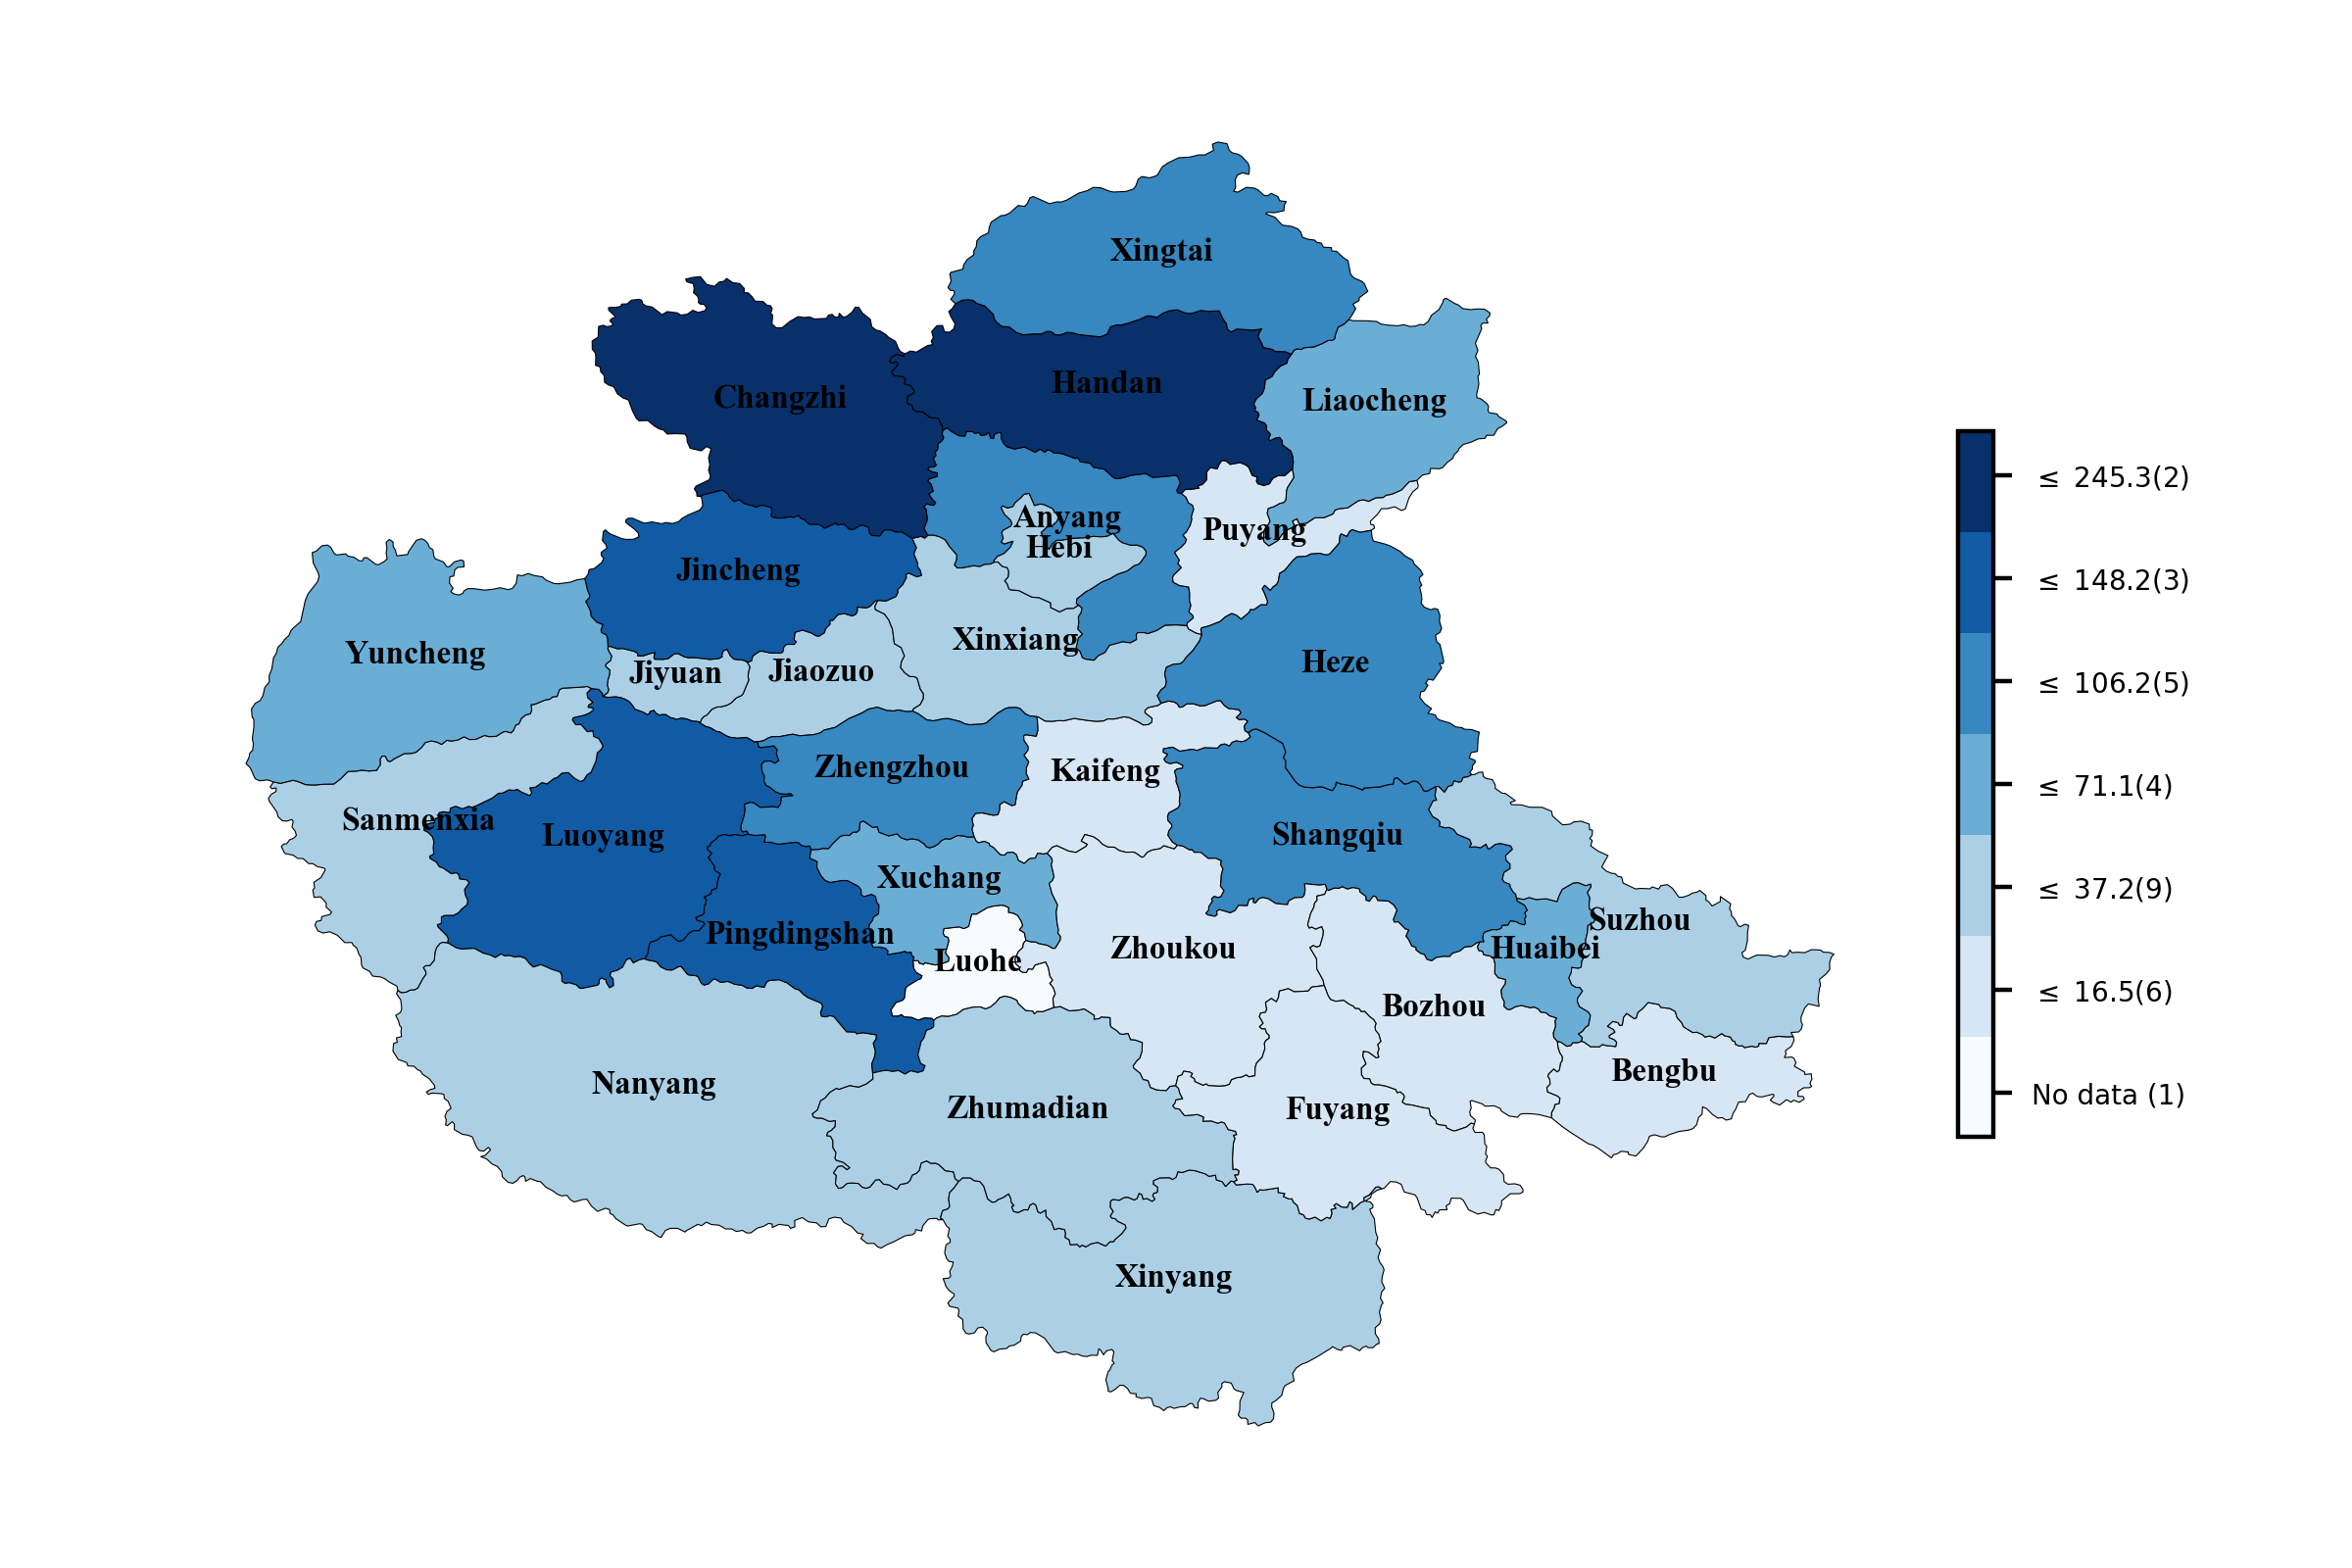 Xingtai
Handan
Changzhi
Liaocheng
Anyang
Puyang
Hebi
Jincheng
Xinxiang
Yuncheng
Heze
Jiyuan
Jiaozuo
Zhengzhou
Kaifeng
Sanmenxia
Luoyang
Shangqiu
Xuchang
Suzhou
Pingdingshan
Huaibei
Zhoukou
Luohe
Bozhou
Bengbu
Nanyang
Zhumadian
Fuyang
Xinyang
≤ 245.3(2)
≤ 148.2(3)
≤ 106.2(5)
≤ 71.1(4)
≤ 37.2(9)
≤ 16.5(6)
No data (1)